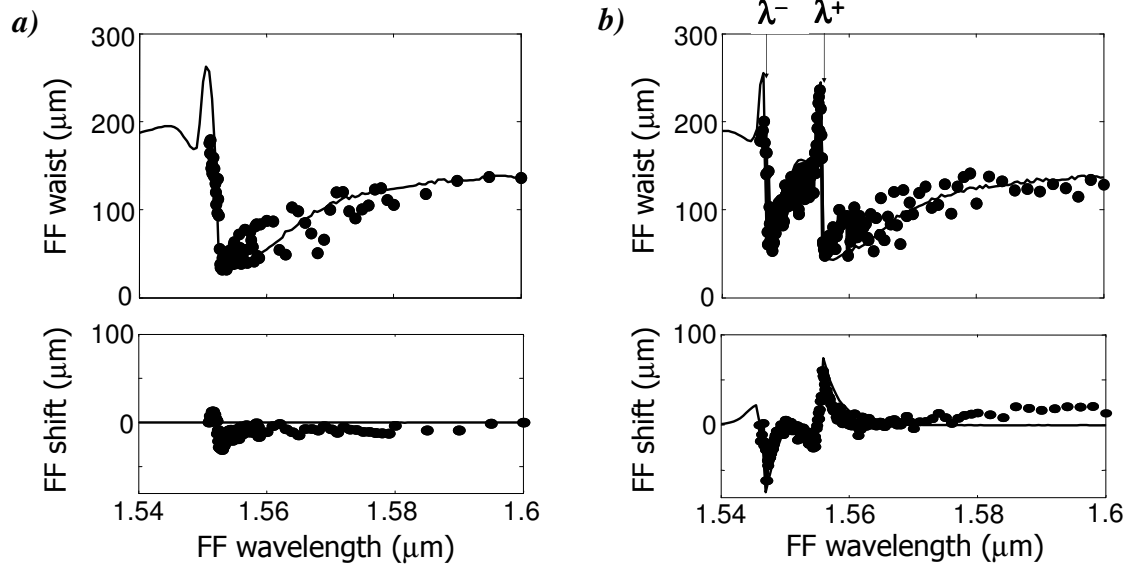 a)
300
200
100
0
FF waist (μm)
100
0
FF shift (μm)
1.54
1.56
1.58
1.6
FF wavelength (μm)
b)
λ⁻
λ⁺
300
200
100
0
FF waist (μm)
100
0
FF shift (μm)
1.54
1.56
1.58
1.6
FF wavelength (μm)